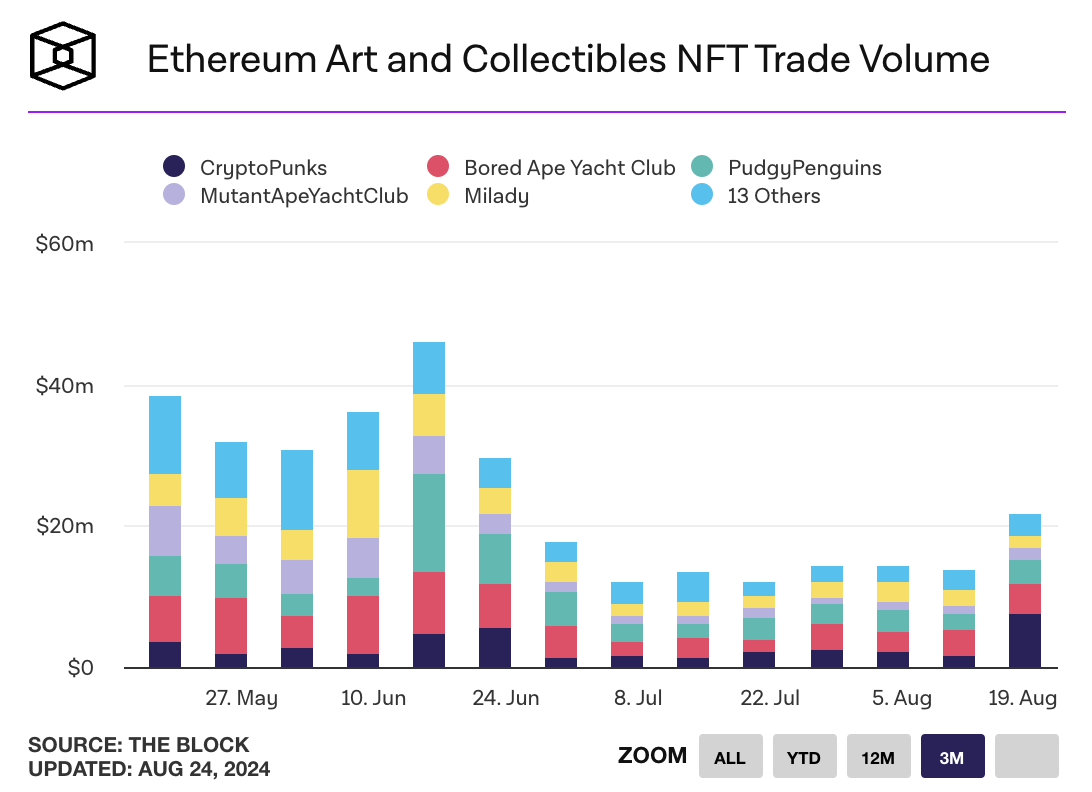 Ethereum Art and Collectibles NFT Trade Volume
CryptoPunks Bored Ape Yacht Club PudgyPenguins
MutantApeYachtClub Milady 13 Others
$60m
$40m
$20m
$0
27. May 10. Jun 24. Jun 8. Jul 22. Jul 5. Aug 19. Aug
SOURCE: THE BLOCK
UPDATED: AUG 24, 2024
ZOOM ALL YTD 12M 3M